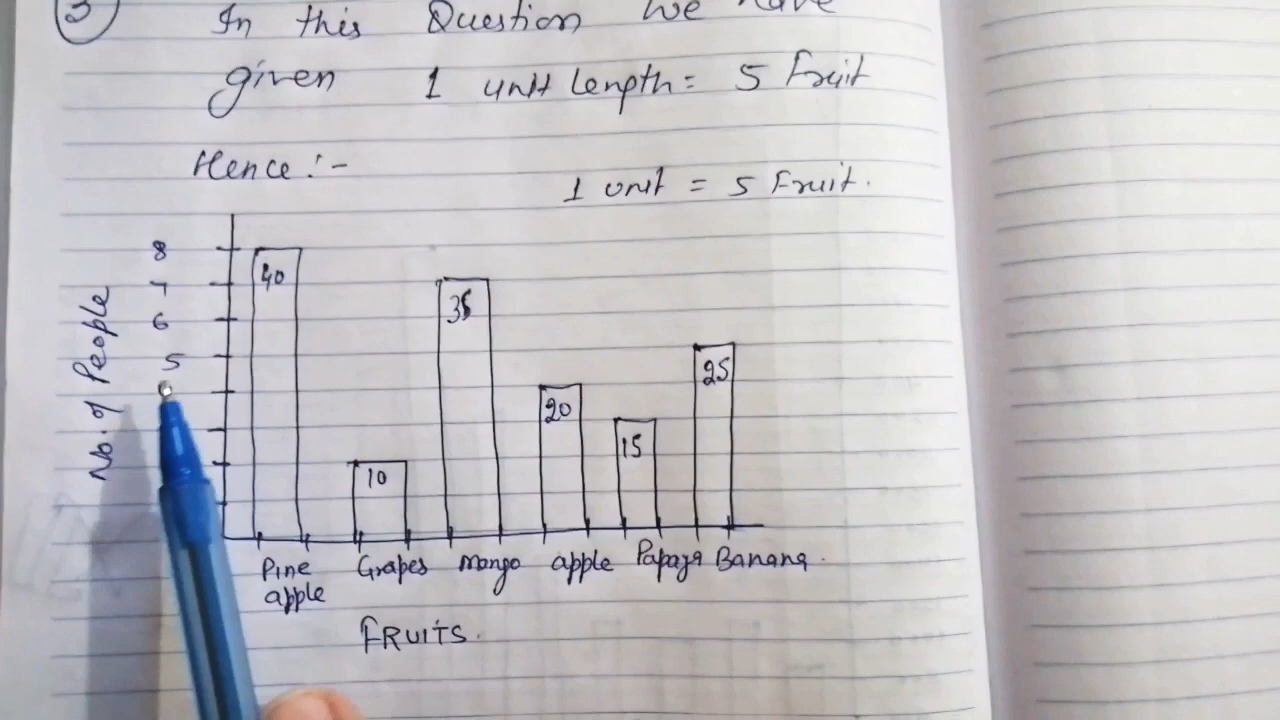 3 In this Question we have
given 1 unit length = 5 Fruit
Hence :-
1 unit = 5 Fruit.
8
7
6
5
No. of People
40
10
35
20
15
25
Pine apple
Grapes
mango
apple
Papaya
Banana.
FRUITS.